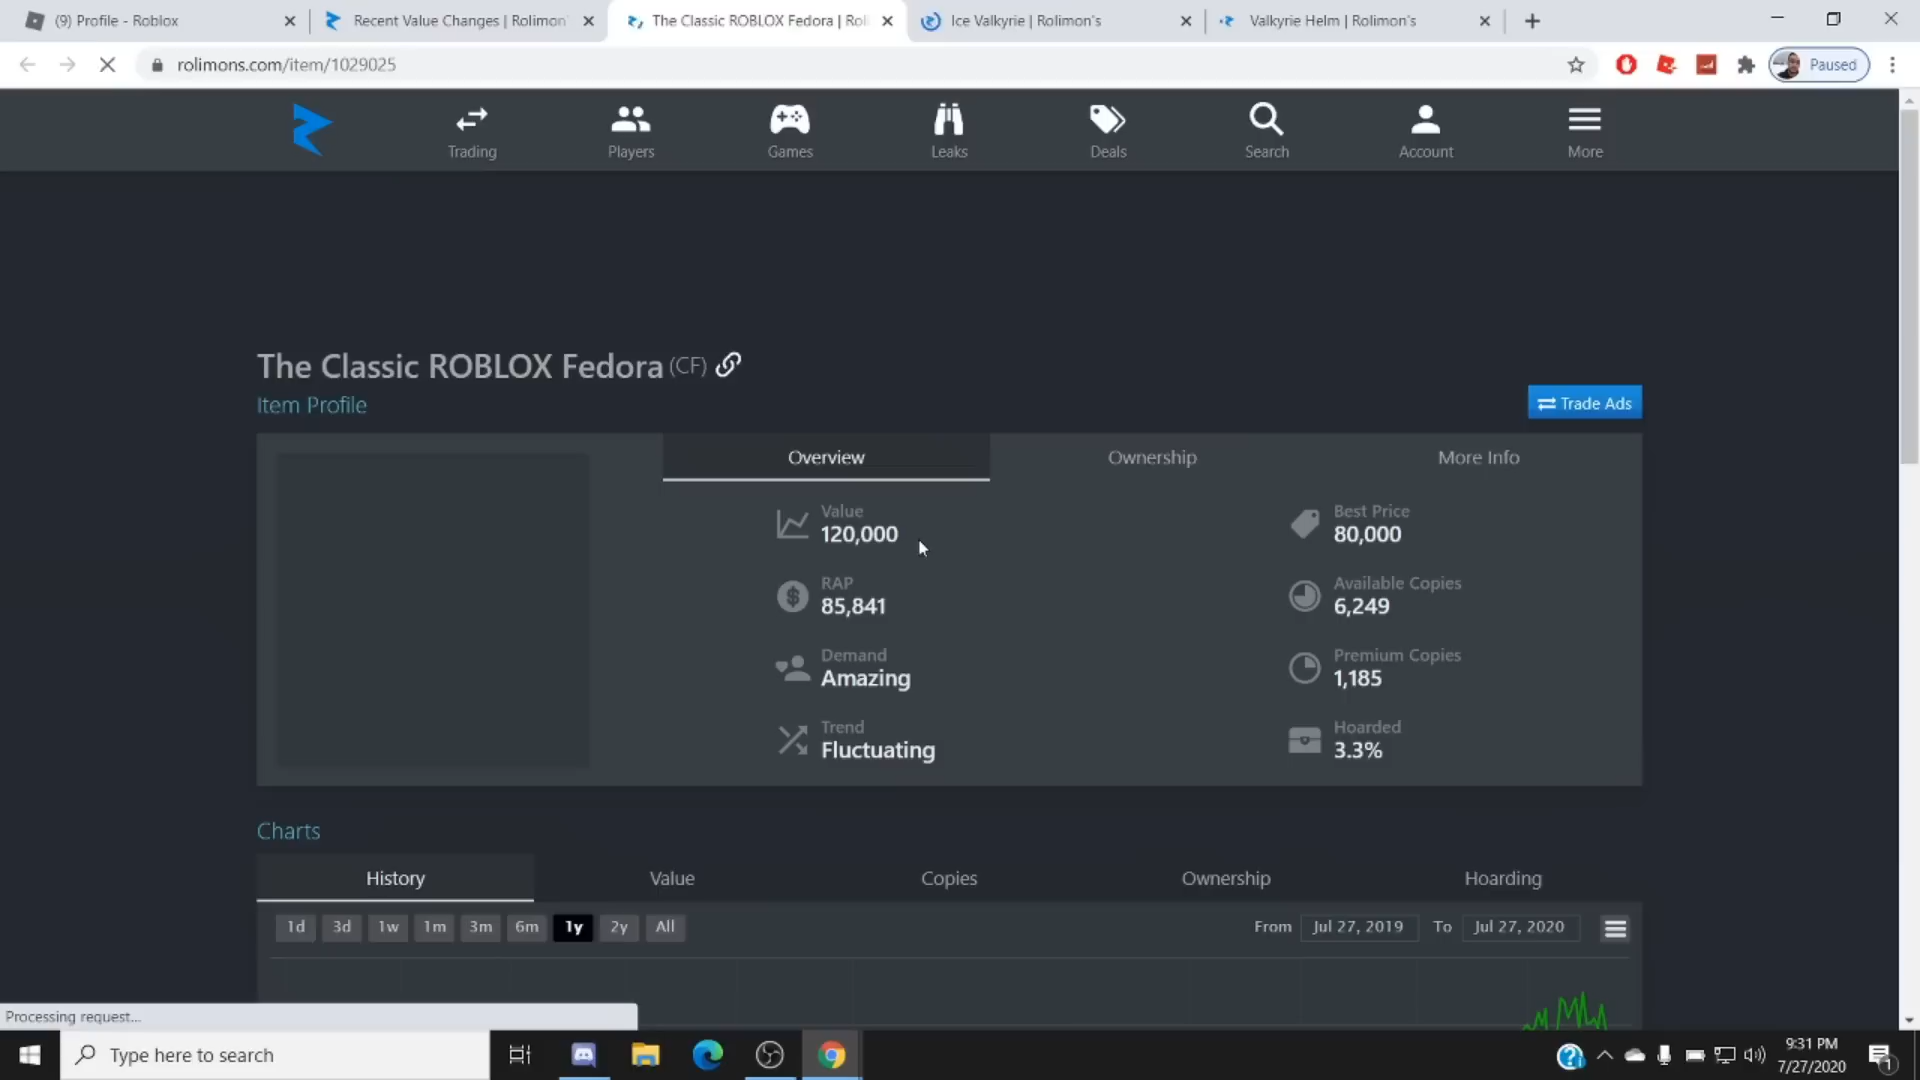 (9) Profile - Roblox
Recent Value Changes | Rolimon'
The Classic ROBLOX Fedora | Rol
Ice Valkyrie | Rolimon's
Valkyrie Helm | Rolimon's
rolimons.com/item/1029025
Paused
Trading
Players
Games
Leaks
Deals
Search
Account
More
The Classic ROBLOX Fedora (CF)
Item Profile
Trade Ads
Overview
Ownership
More Info
Value
120,000
Best Price
80,000
RAP
85,841
Available Copies
6,249
Demand
Amazing
Premium Copies
1,185
Trend
Fluctuating
Hoarded
3.3%
Charts
History
Value
Copies
Ownership
Hoarding
1d 3d 1w 1m 3m 6m 1y 2y All
From Jul 27, 2019 To Jul 27, 2020
Processing request...
Type here to search
9:31 PM
7/27/2020
1